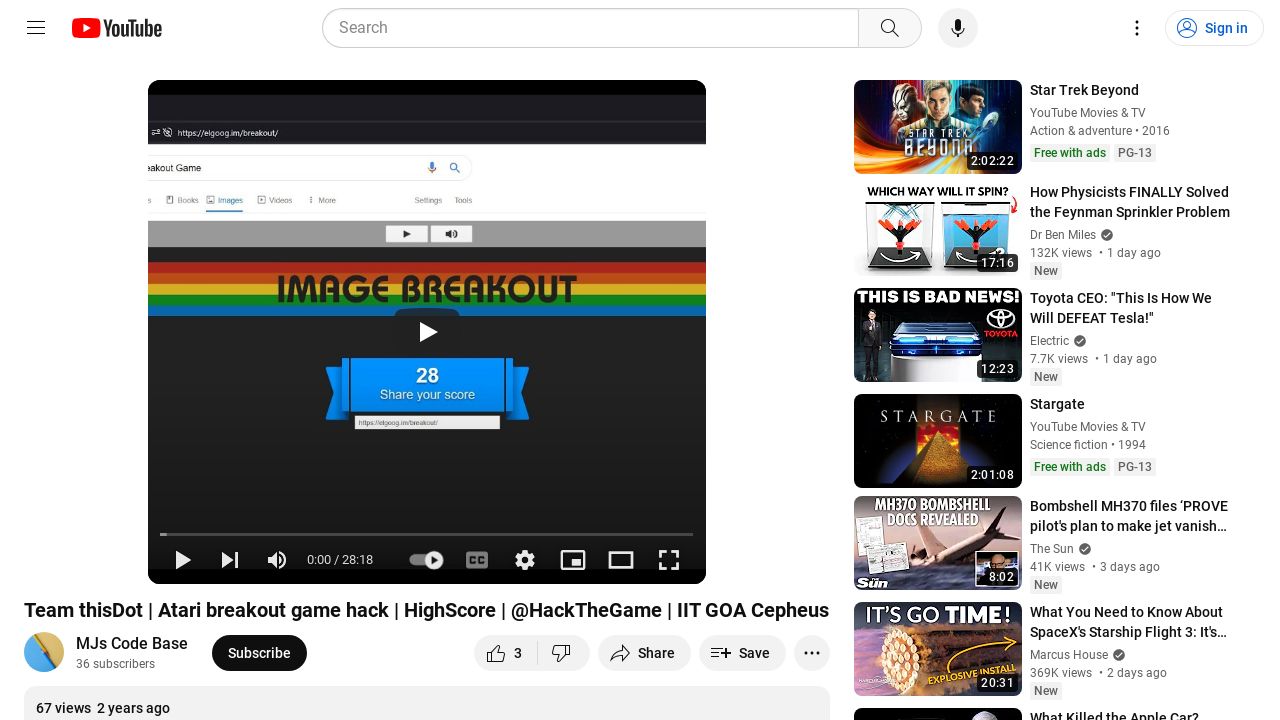 YouTube
Search
Sign in
https://elgoog.im/breakout/
eakout Game
s
Books
Images
Videos
More
Settings
Tools
IMAGE BREAKOUT
28
Share your score
https://elgoog.im/breakout/
0:00 / 28:18
CC
Team thisDot | Atari breakout game hack | HighScore | @HackTheGame | IIT GOA Cepheus
MJs Code Base
36 subscribers
Subscribe
3
Share
Save
67 views 2 years ago
STAR TREK
BEYOND
2:02:22
Star Trek Beyond
YouTube Movies & TV
Action & adventure • 2016
Free with ads
PG-13
WHICH WAY WILL IT SPIN?
?
17:16
How Physicists FINALLY Solved
the Feynman Sprinkler Problem
Dr Ben Miles
132K views • 1 day ago
New
THIS IS BAD NEWS!
TOYOTA
12:23
Toyota CEO: "This Is How We
Will DEFEAT Tesla!"
Electric
7.7K views • 1 day ago
New
STARGATE
2:01:08
Stargate
YouTube Movies & TV
Science fiction • 1994
Free with ads
PG-13
MH370 BOMBSHELL
DOCS REVEALED
Sun
8:02
Bombshell MH370 files ‘PROVE
pilot's plan to make jet vanish…
The Sun
41K views • 3 days ago
New
IT'S GO TIME!
EXPLOSIVE INSTALL
MARCUS HOUSE
20:31
What You Need to Know About
SpaceX's Starship Flight 3: It's…
Marcus House
369K views • 2 days ago
New
What Killed the Apple Car?